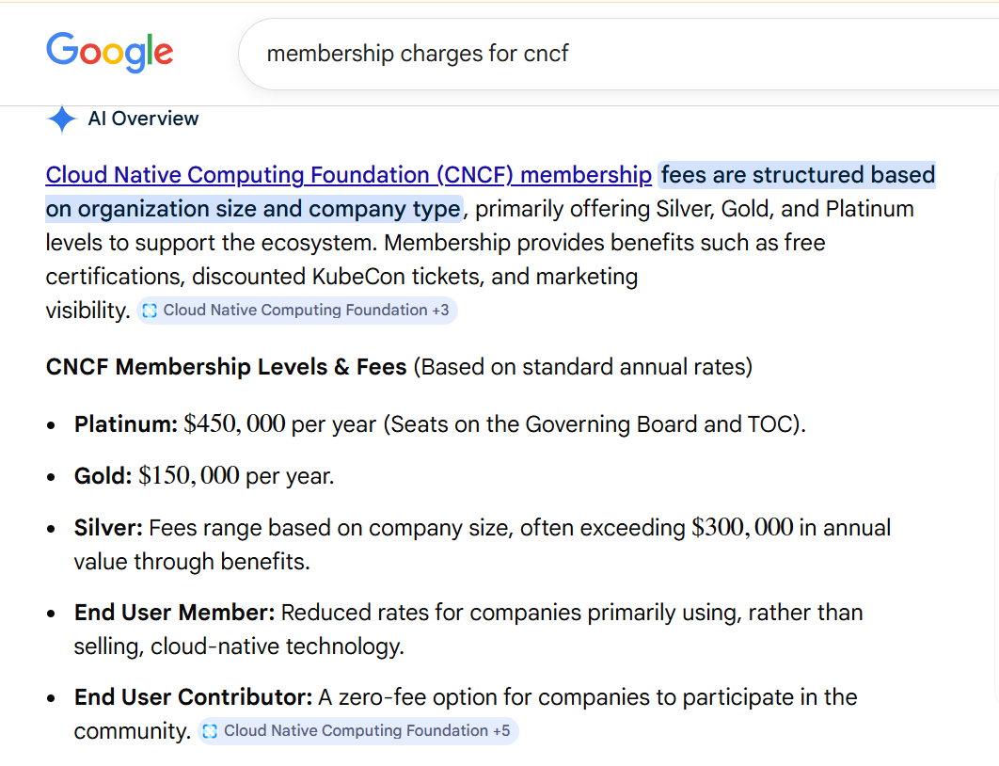 Google
membership charges for cncf
AI Overview
Cloud Native Computing Foundation (CNCF) membership fees are structured based
on organization size and company type, primarily offering Silver, Gold, and Platinum
levels to support the ecosystem. Membership provides benefits such as free
certifications, discounted KubeCon tickets, and marketing
visibility. Cloud Native Computing Foundation +3
CNCF Membership Levels & Fees (Based on standard annual rates)
• Platinum: $450,000 per year (Seats on the Governing Board and TOC).
• Gold: $150,000 per year.
• Silver: Fees range based on company size, often exceeding $300,000 in annual
value through benefits.
• End User Member: Reduced rates for companies primarily using, rather than
selling, cloud-native technology.
• End User Contributor: A zero-fee option for companies to participate in the
community. Cloud Native Computing Foundation +5